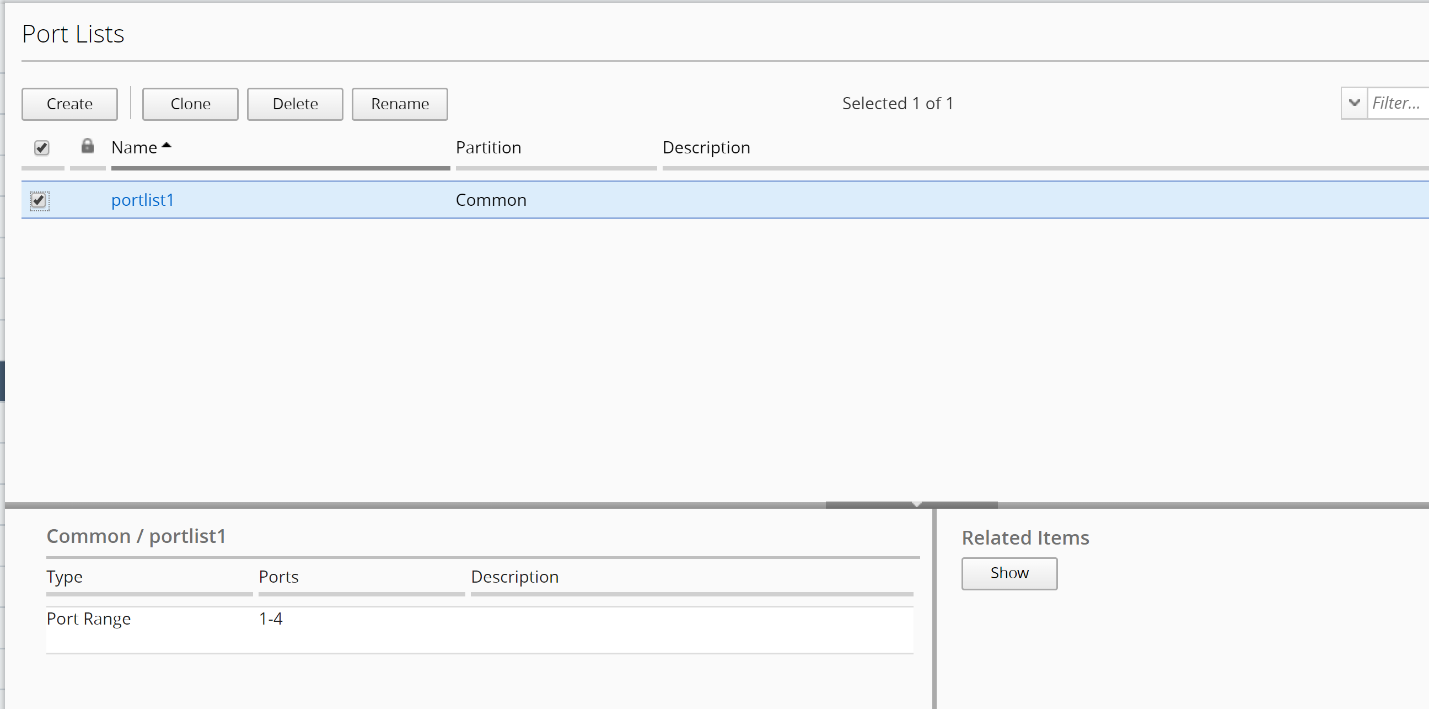 Port Lists
Create Clone Delete Rename Selected 1 of 1 Filter...
Name Partition Description
portlist1 Common
Common / portlist1
Related Items
Type Ports Description
Show
Port Range 1-4